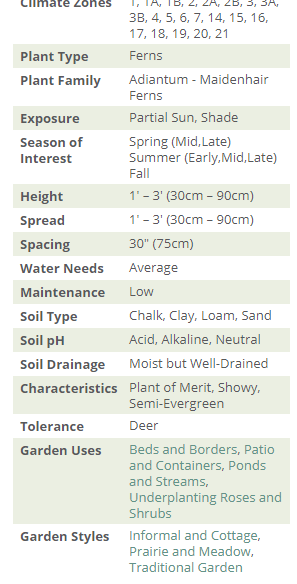 Climate Zones 1, 1A, 1B, 2, 2A, 2B, 3, 3A,
3B, 4, 5, 6, 7, 14, 15, 16,
17, 18, 19, 20, 21
Plant Type Ferns
Plant Family Adiantum - Maidenhair
Ferns
Exposure Partial Sun, Shade
Season of Spring (Mid,Late)
Interest Summer (Early,Mid,Late)
Fall
Height 1' – 3' (30cm – 90cm)
Spread 1' – 3' (30cm – 90cm)
Spacing 30" (75cm)
Water Needs Average
Maintenance Low
Soil Type Chalk, Clay, Loam, Sand
Soil pH Acid, Alkaline, Neutral
Soil Drainage Moist but Well-Drained
Characteristics Plant of Merit, Showy,
Semi-Evergreen
Tolerance Deer
Garden Uses Beds and Borders, Patio
and Containers, Ponds
and Streams,
Underplanting Roses and
Shrubs
Garden Styles Informal and Cottage,
Prairie and Meadow,
Traditional Garden